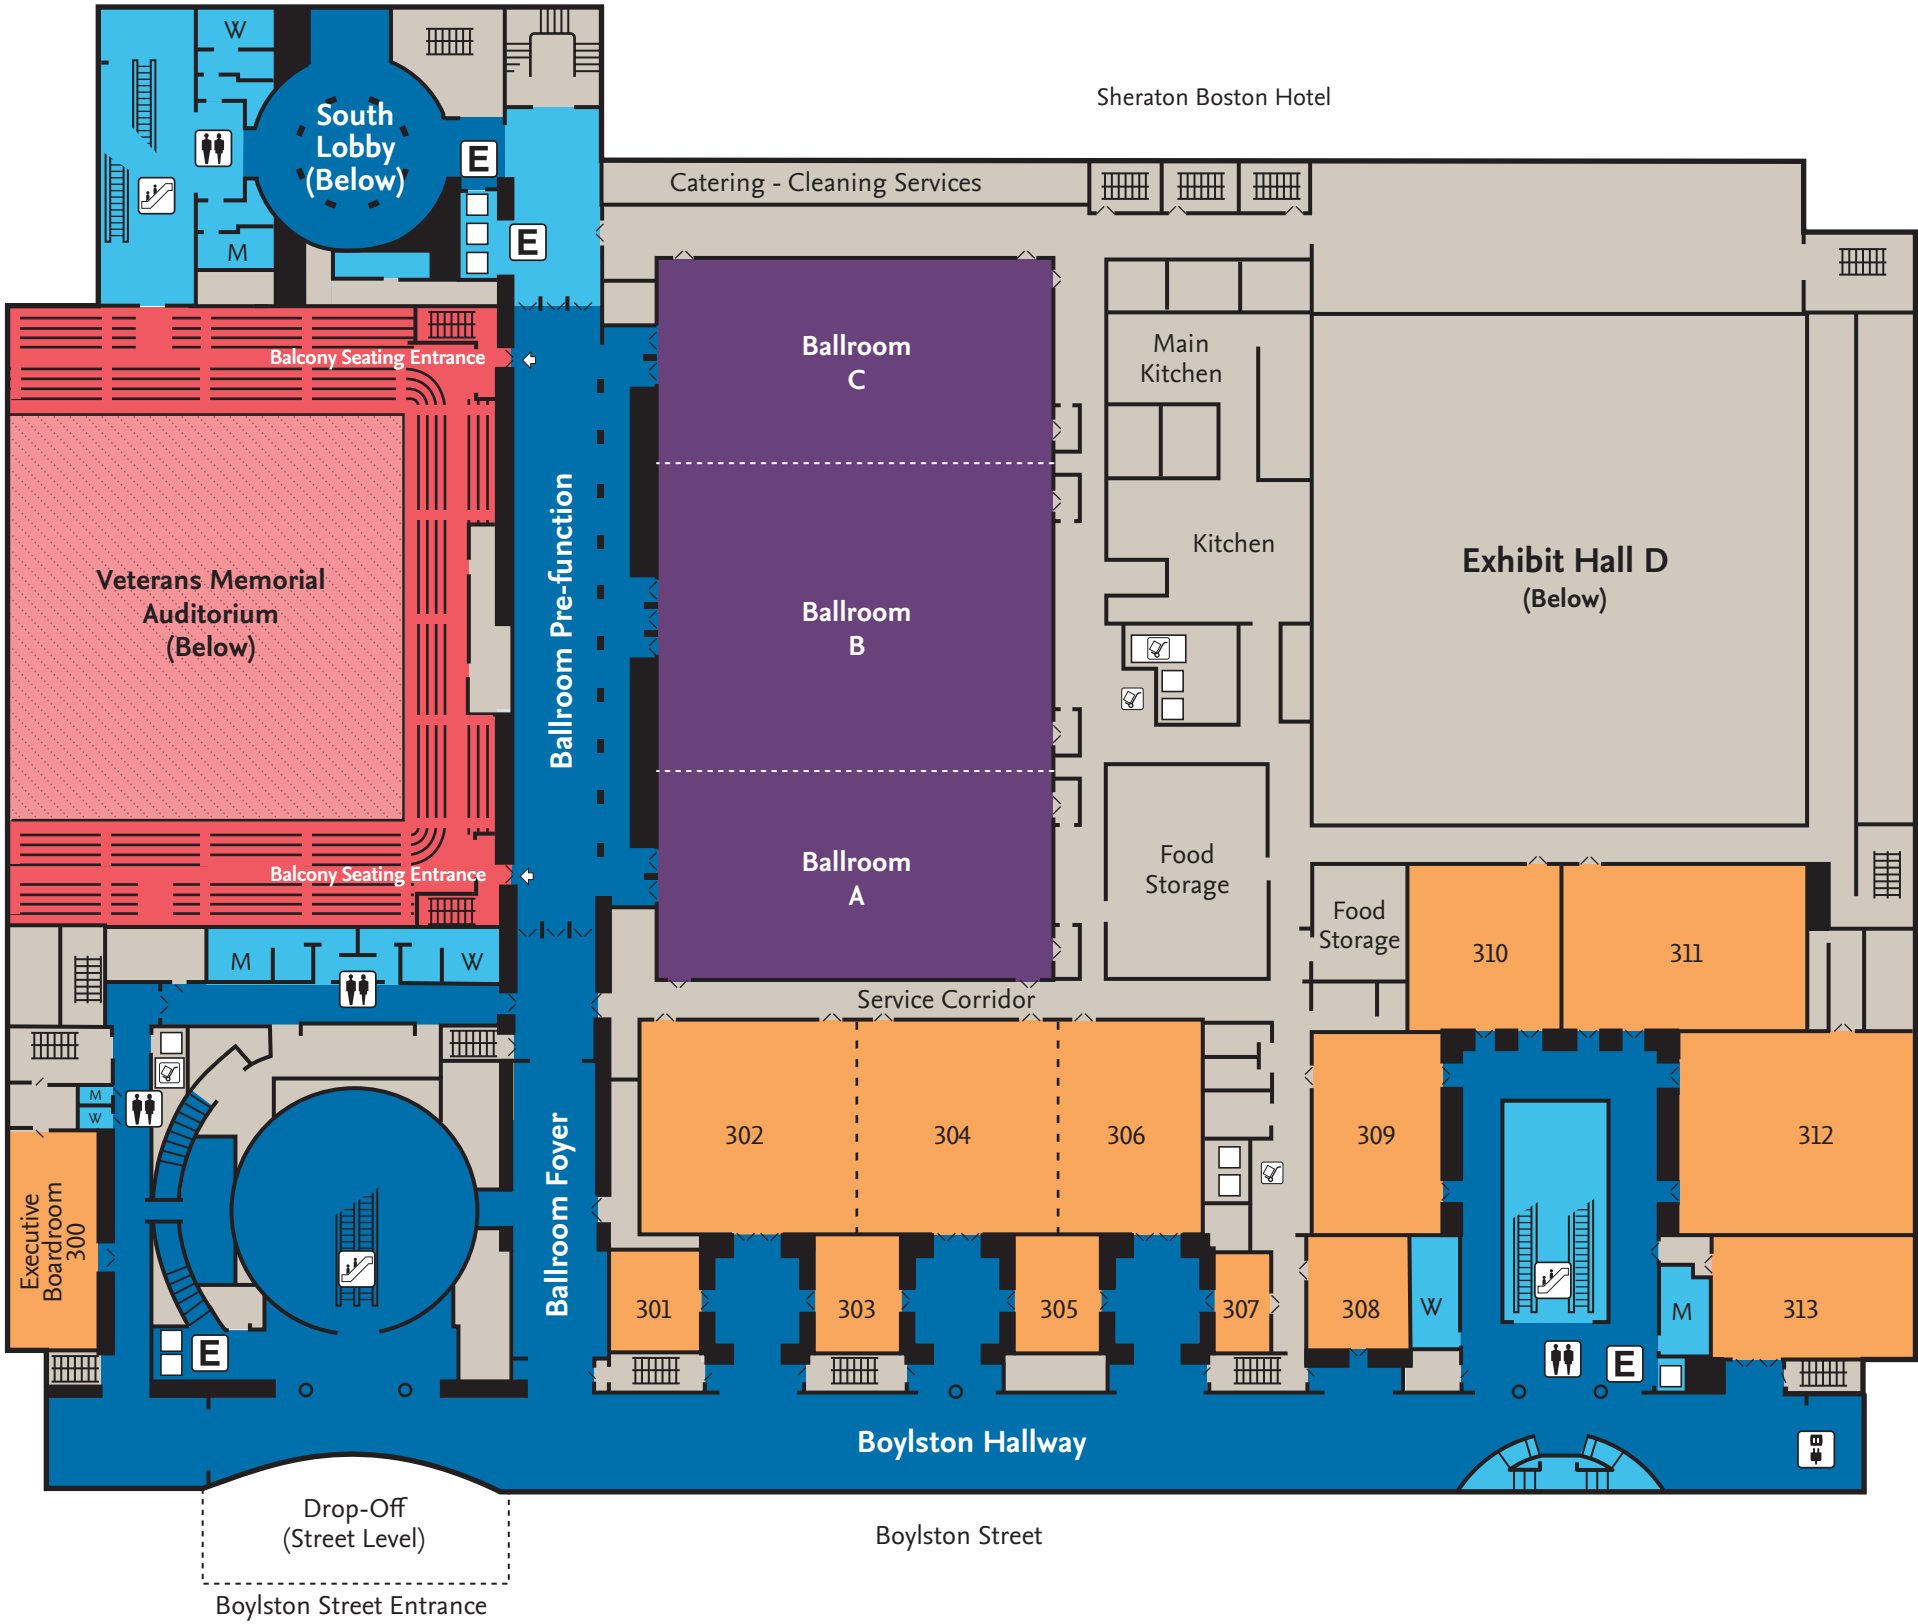 W
Sheraton Boston Hotel
South
Lobby
(Below)
E
Catering - Cleaning Services
M
E
Balcony Seating Entrance
Ballroom
C
Main
Kitchen
Ballroom Pre-function
Kitchen
Exhibit Hall D
(Below)
Veterans Memorial
Auditorium
(Below)
Ballroom
B
Balcony Seating Entrance
Ballroom
A
Food
Storage
Food
Storage
310
311
M
W
Service Corridor
M
W
302
304
306
309
312
Executive
Boardroom
300
Ballroom Foyer
301
303
305
307
308
W
M
313
E
E
Boylston Hallway
Drop-Off
(Street Level)
Boylston Street
Boylston Street Entrance